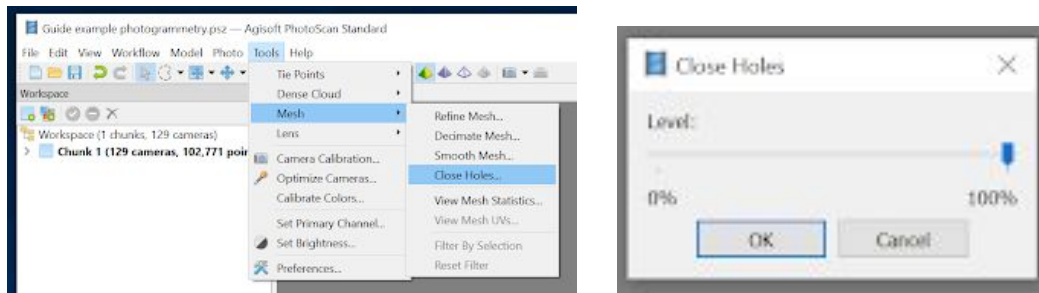 Guide example photogrammetry.psz — Agisoft PhotoScan Standard
File Edit View Workflow Model Photo Tools Help
Workspace
Workspace (1 chunks, 129 cameras)
Chunk 1 (129 cameras, 102,771 poin
Tie Points
Dense Cloud
Mesh
Lens
Camera Calibration...
Optimize Cameras...
Calibrate Colors...
Set Primary Channel...
Set Brightness...
Preferences...
Refine Mesh...
Decimate Mesh...
Smooth Mesh...
Close Holes...
View Mesh Statistics...
View Mesh UVs...
Filter By Selection
Reset Filter
Close Holes
Level:
0% 100%
OK Cancel